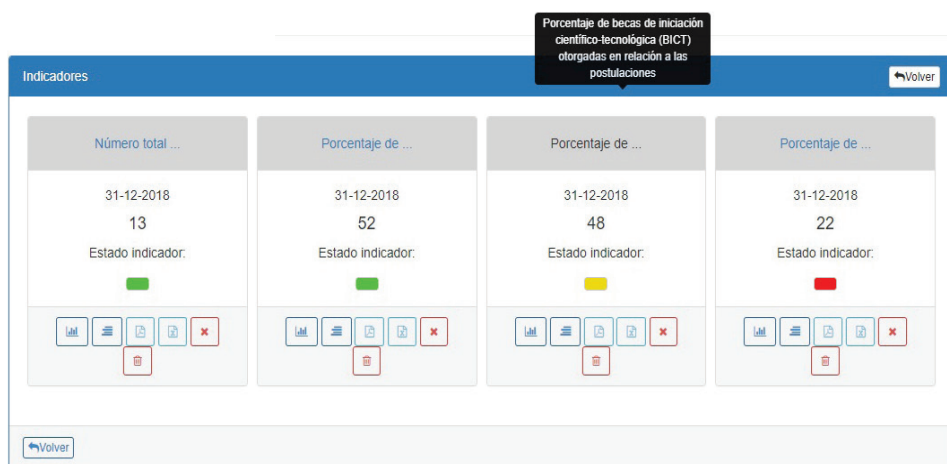 Porcentaje de becas de iniciación
científico-tecnológica (BICT)
otorgadas en relación a las
postulaciones
Indicadores
Volver
Número total ...
Porcentaje de ...
Porcentaje de ...
Porcentaje de ...
31-12-2018
31-12-2018
31-12-2018
31-12-2018
13
52
48
22
Estado indicador:
Estado indicador:
Estado indicador:
Estado indicador:
Volver